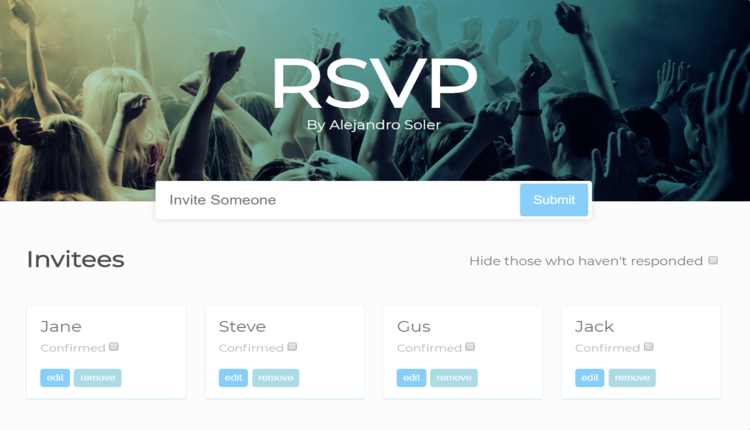 RSVP
By Alejandro Soler
Invite Someone Submit
Invitees Hide those who haven't responded
Jane Steve Gus Jack
Confirmed Confirmed Confirmed Confirmed
edit remove edit remove edit remove edit remove